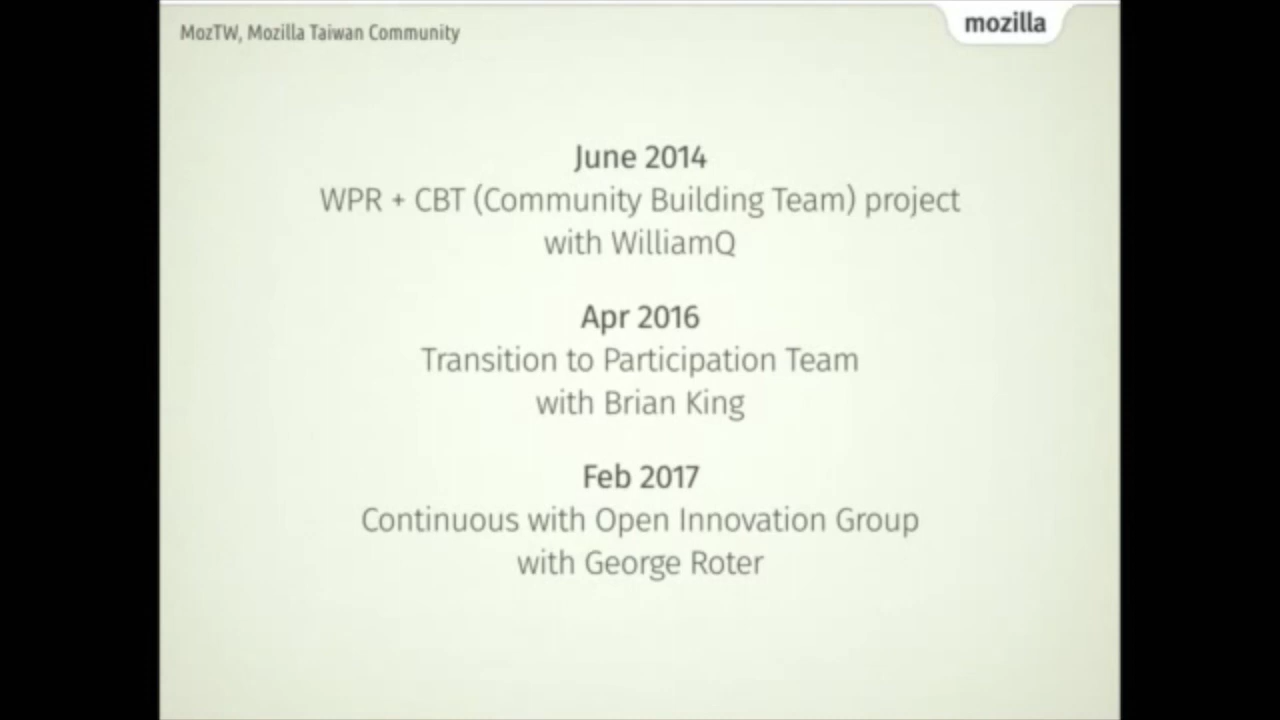 MozTW, Mozilla Taiwan Community
mozilla
June 2014
WPR + CBT (Community Building Team) project
with WilliamQ
Apr 2016
Transition to Participation Team
with Brian King
Feb 2017
Continuous with Open Innovation Group
with George Roter